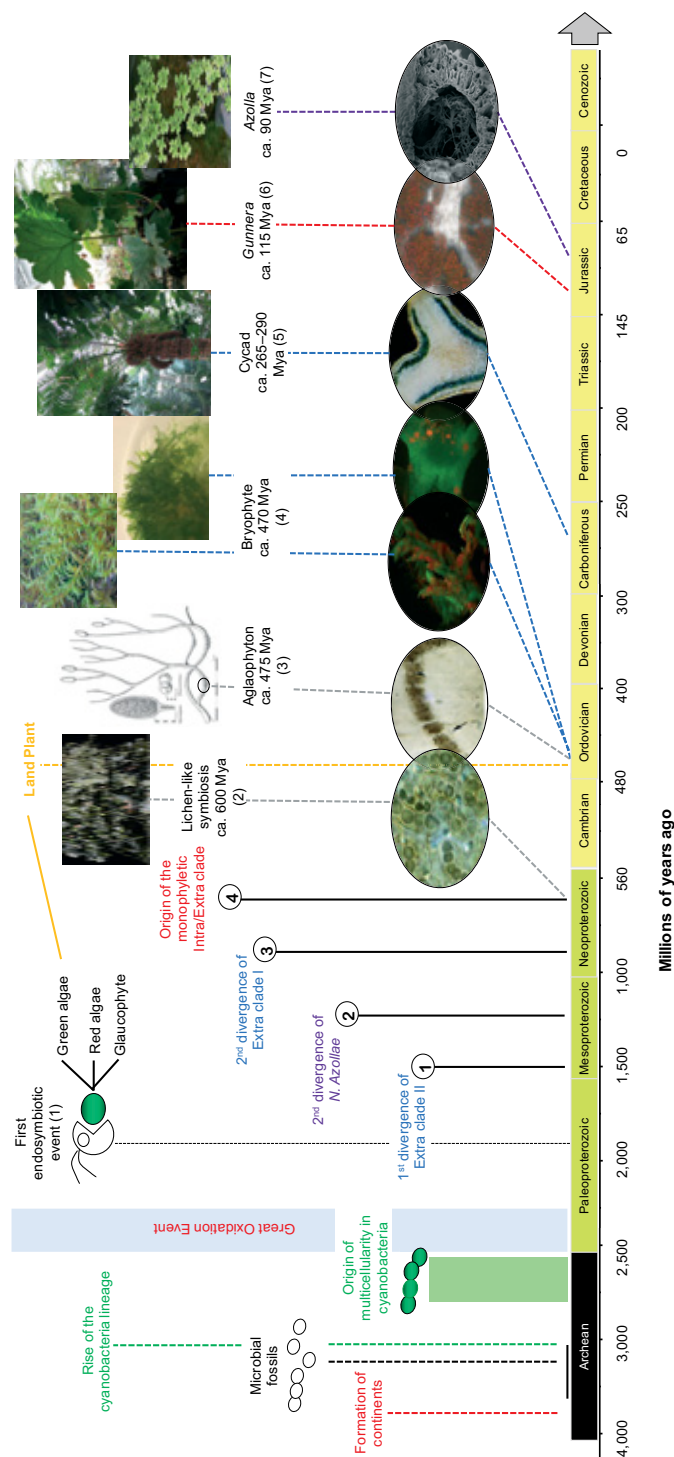 Rise of the
cyanobacteria lineage
Microbial
fossils
Formation of
continents
Origin of
multicellularity in
cyanobacteria
Great Oxidation Event
First
endosymbiotic
event (1)
Green algae
Red algae
Glaucophyte
Land Plant
1st divergence of
Extra clade II
1
2nd divergence of
N. Azollae
2
2nd divergence of
Extra clade I
3
Origin of the
monophyletic
Intra/Extra clade
4
Lichen-like
symbiosis
ca. 600 Mya
(2)
Aglaophyton
ca. 475 Mya
(3)
Bryophyte
ca. 470 Mya
(4)
Cycad
ca. 265–290
Mya (5)
Gunnera
ca. 115 Mya (6)
Azolla
ca. 90 Mya (7)
Archean
Paleoproterozoic
Mesoproterozoic
Neoproterozoic
Cambrian
Ordovician
Devonian
Carboniferous
Permian
Triassic
Jurassic
Cretaceous
Cenozoic
4,000
3,000
2,500
2,000
1,500
1,000
560
480
400
300
250
200
145
65
0
Millions of years ago